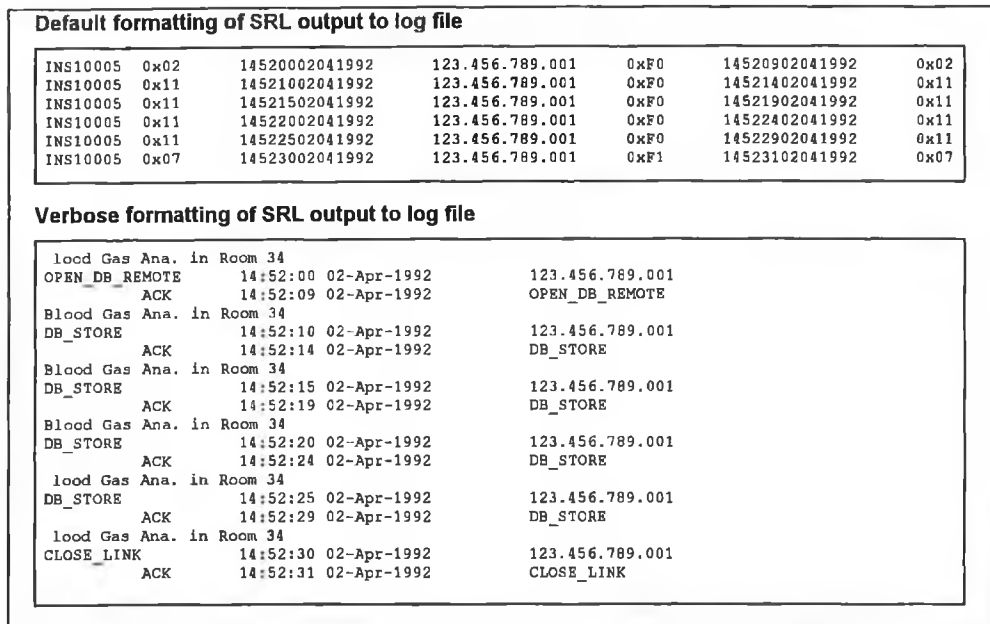 Default formatting of SRL output to log file
INS10005 0x02 14520002041992 123.456.789.001 0xF0 14520902041992 0x02
INS10005 0x11 14521002041992 123.456.789.001 0xF0 14521402041992 0x11
INS10005 0x11 14521502041992 123.456.789.001 0xF0 14521902041992 0x11
INS10005 0x11 14522002041992 123.456.789.001 0xF0 14522402041992 0x11
INS10005 0x11 14522502041992 123.456.789.001 0xF0 14522902041992 0x11
INS10005 0x07 14523002041992 123.456.789.001 0xF1 14523102041992 0x07
Verbose formatting of SRL output to log file
lood Gas Ana. in Room 34
OPEN_DB_REMOTE 14:52:00 02-Apr-1992 123.456.789.001
ACK 14:52:09 02-Apr-1992 OPEN_DB_REMOTE
Blood Gas Ana. in Room 34
DB_STORE 14:52:10 02-Apr-1992 123.456.789.001
ACK 14:52:14 02-Apr-1992 DB_STORE
Blood Gas Ana. in Room 34
DB_STORE 14:52:15 02-Apr-1992 123.456.789.001
ACK 14:52:19 02-Apr-1992 DB_STORE
Blood Gas Ana. in Room 34
DB_STORE 14:52:20 02-Apr-1992 123.456.789.001
ACK 14:52:24 02-Apr-1992 DB_STORE
lood Gas Ana. in Room 34
DB_STORE 14:52:25 02-Apr-1992 123.456.789.001
ACK 14:52:29 02-Apr-1992 DB_STORE
lood Gas Ana. in Room 34
CLOSE_LINK 14:52:30 02-Apr-1992 123.456.789.001
ACK 14:52:31 02-Apr-1992 CLOSE_LINK